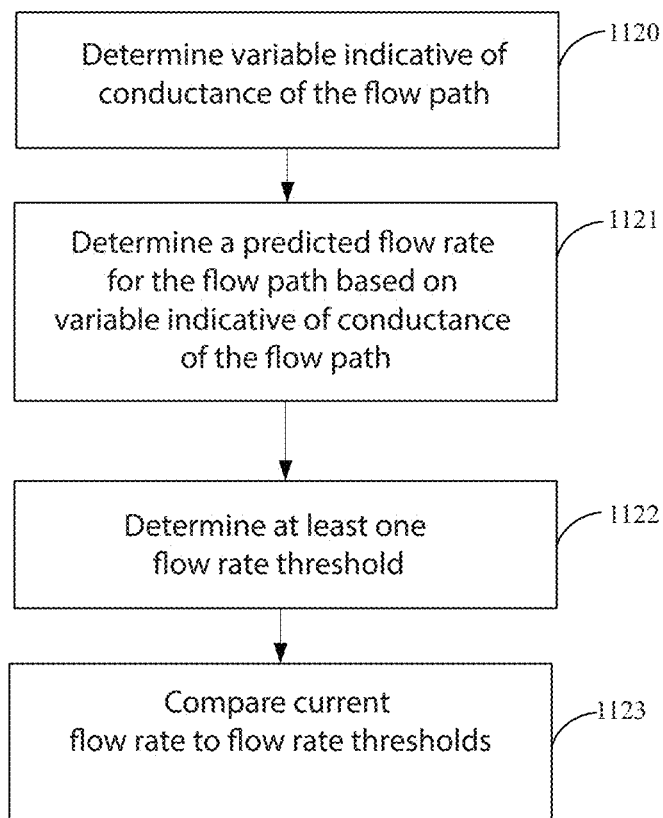 Determine variable indicative of
conductance of the flow path
1120
Determine a predicted flow rate
for the flow path based on
variable indicative of conductance
of the flow path
1121
Determine at least one
flow rate threshold
1122
Compare current
flow rate to flow rate thresholds
1123